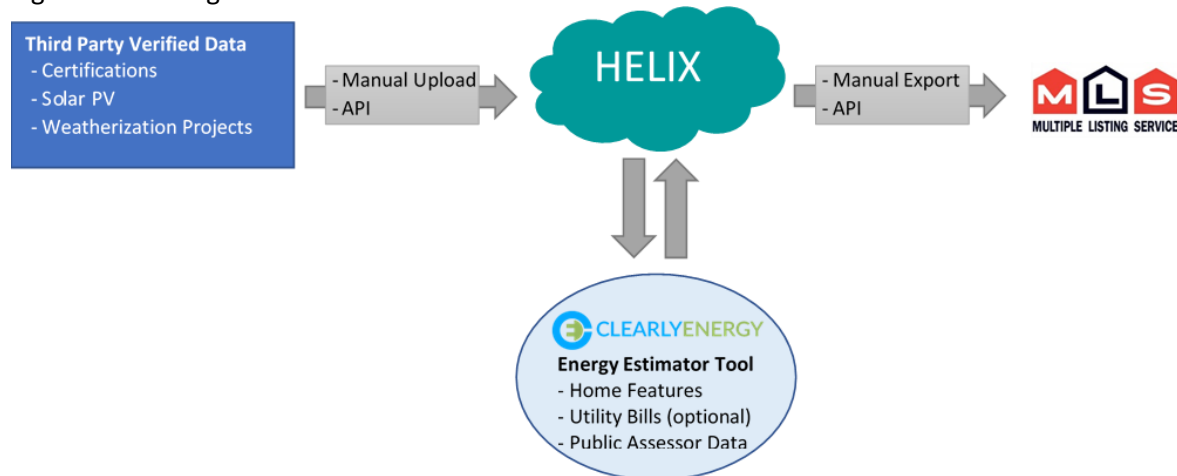 Third Party Verified Data
- Certifications
- Solar PV
- Weatherization Projects
- Manual Upload
- API
HELIX
- Manual Export
- API
MLS
MULTIPLE LISTING SERVICE
CLEARLYENERGY
Energy Estimator Tool
- Home Features
- Utility Bills (optional)
- Public Assessor Data